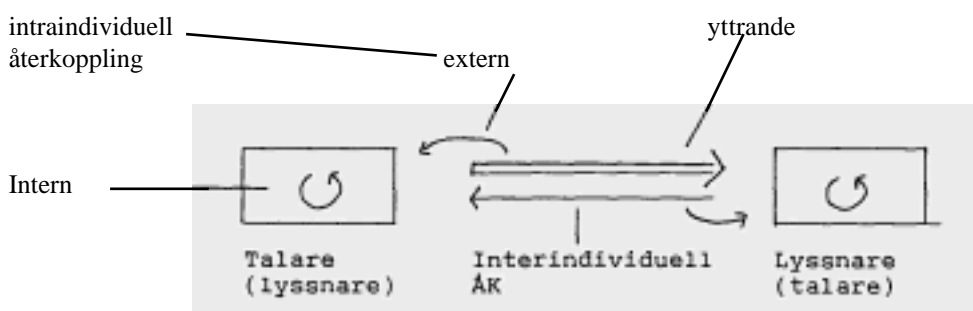 intraindividuell
återkoppling
extern
yttrande
Intern
Talare
(lyssnare)
Interindividuell
ÅK
Lyssnare
(talare)